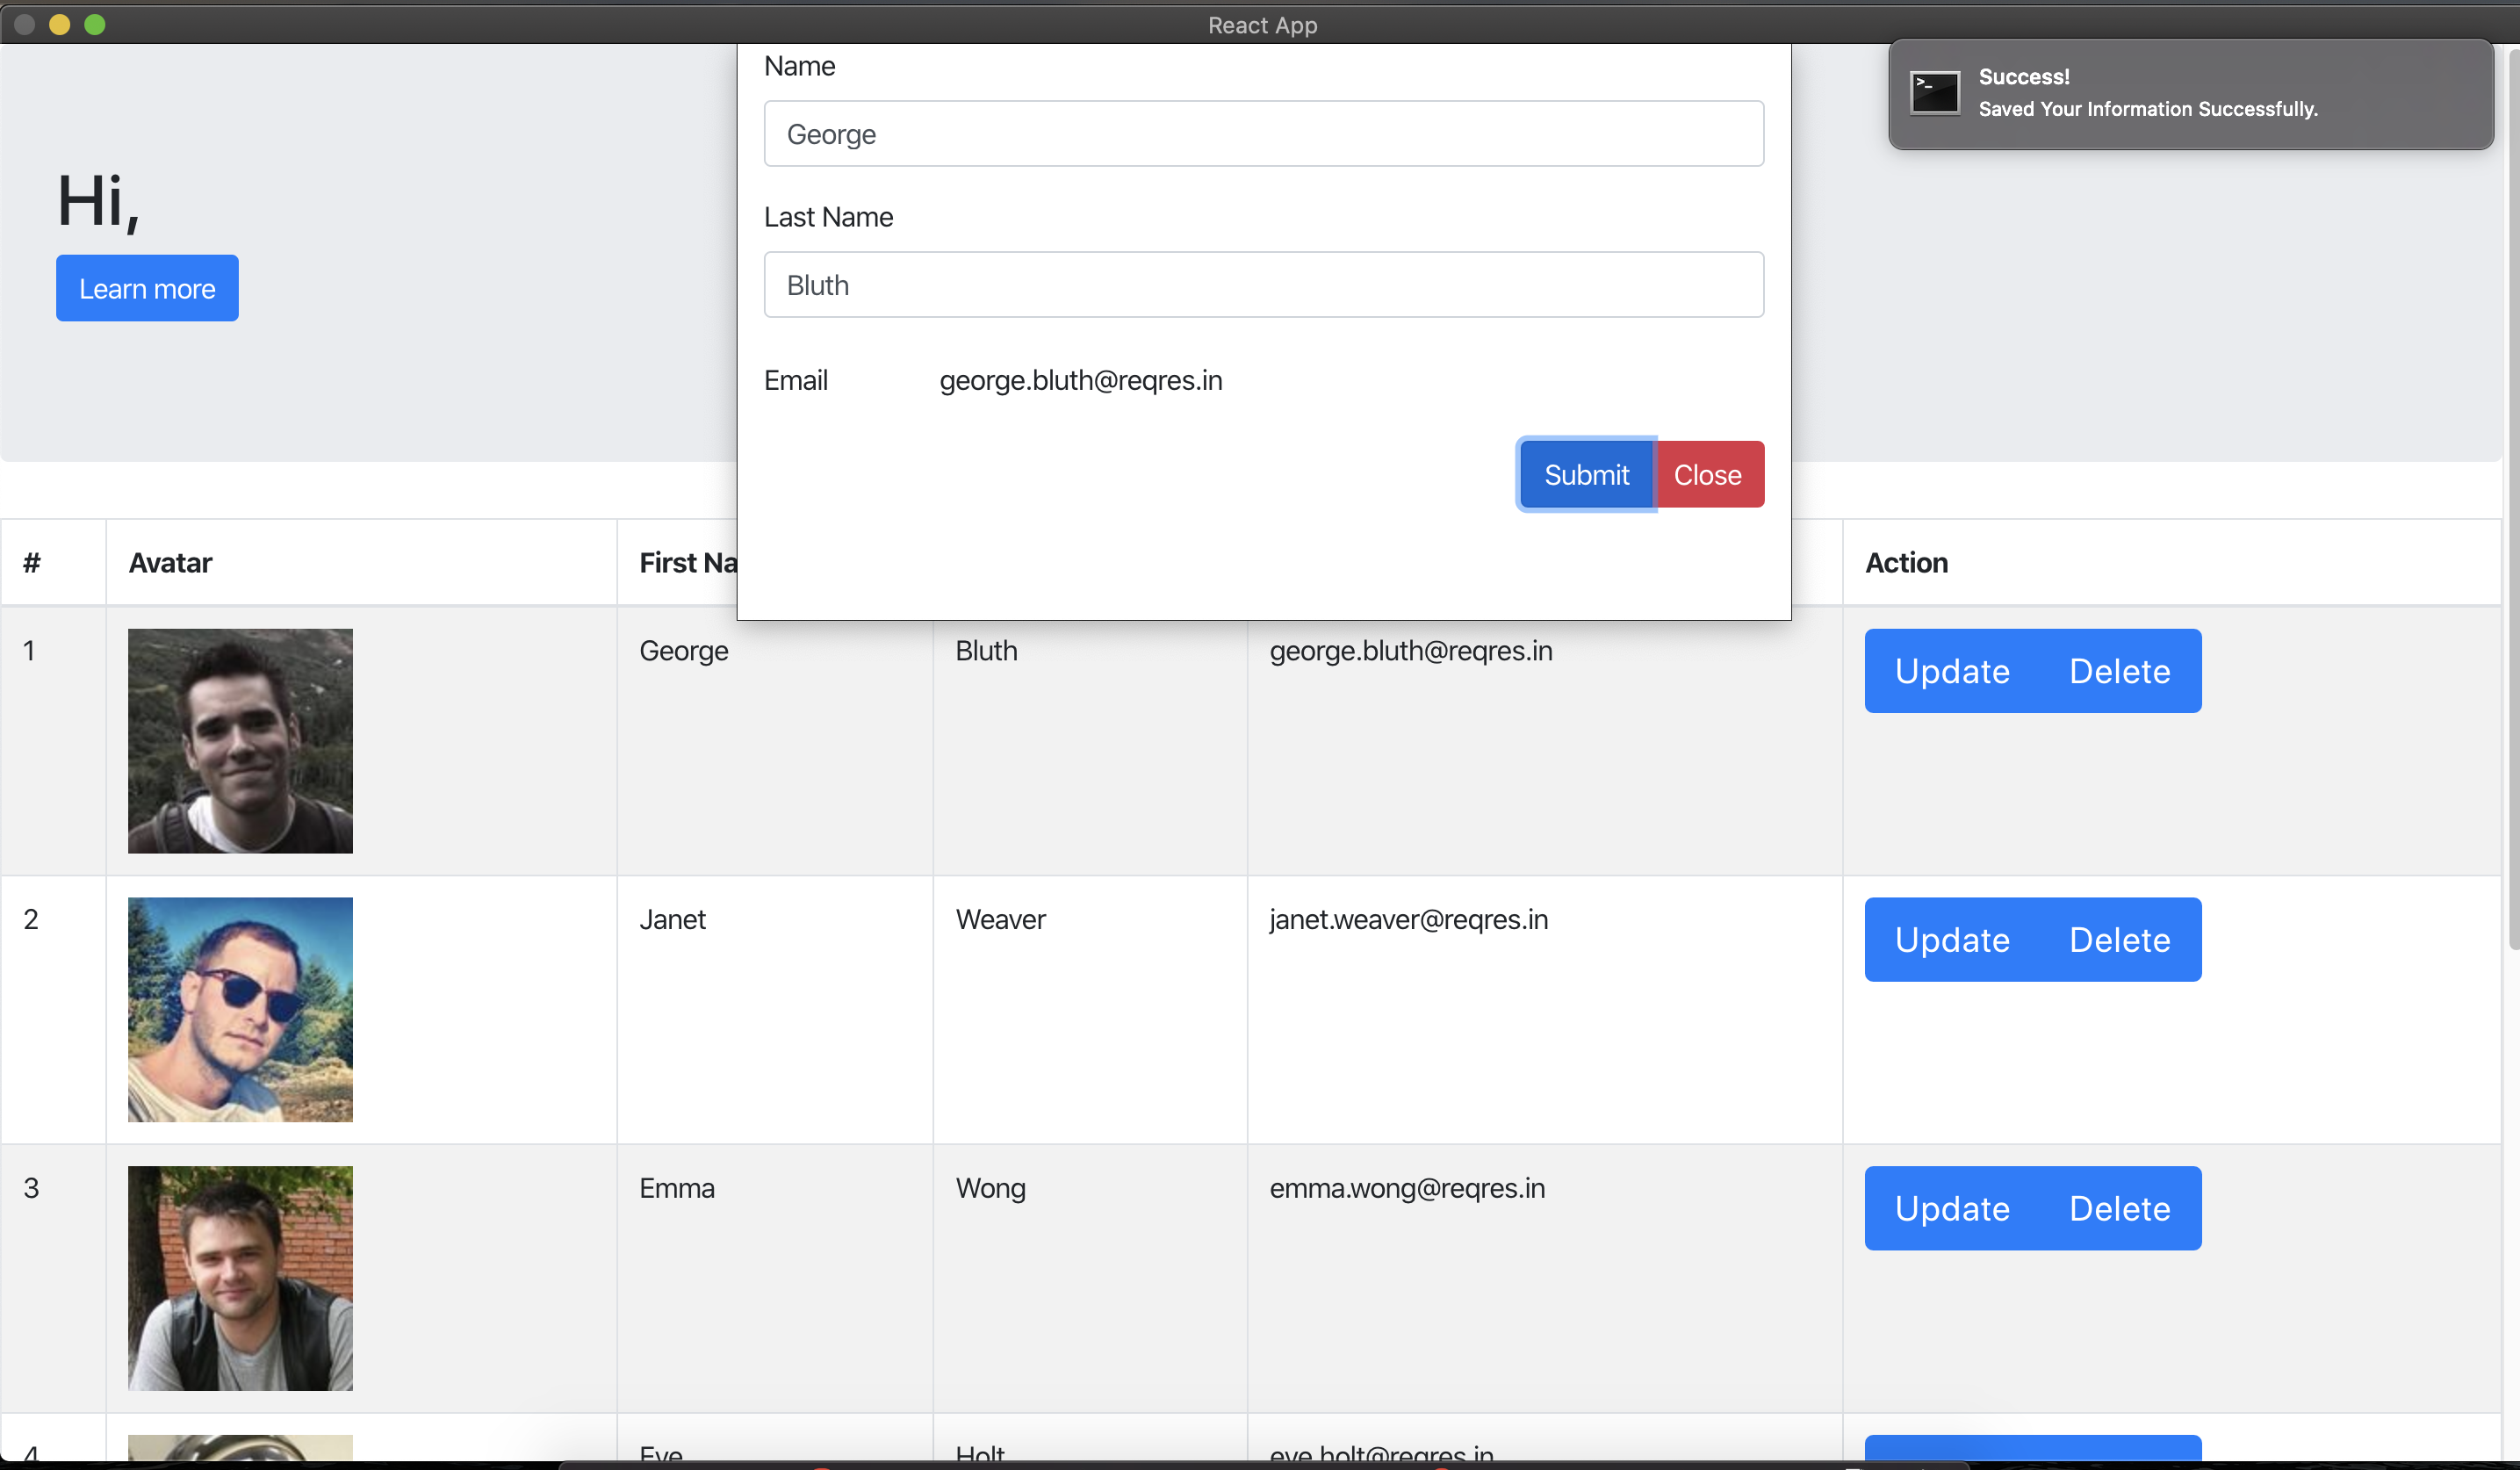 React App
Success!
Saved Your Information Successfully.
Name
George
Last Name
Bluth
Email george.bluth@reqres.in
Submit Close
Hi,
Learn more
# Avatar First Na Action
1 George Bluth george.bluth@reqres.in Update Delete
2 Janet Weaver janet.weaver@reqres.in Update Delete
3 Emma Wong emma.wong@reqres.in Update Delete
4 Eve Holt eve.holt@reqres.in